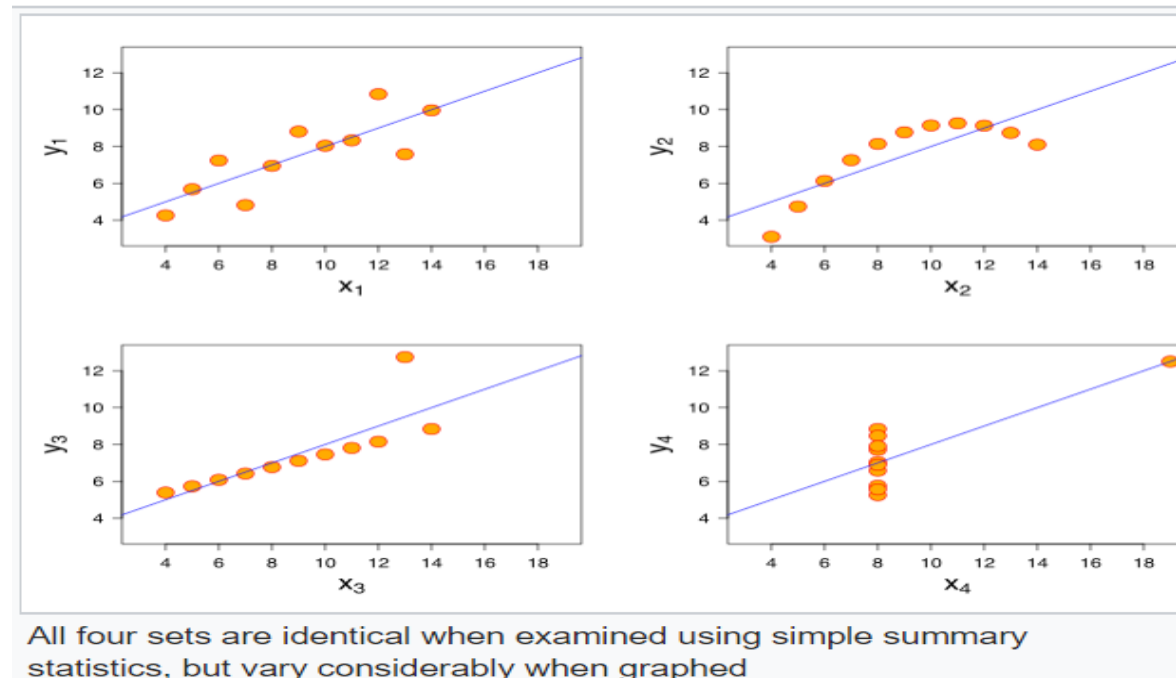 12
10
8
6
4
y1
4 6 8 10 12 14 16 18
x1
12
10
8
6
4
y2
4 6 8 10 12 14 16 18
x2
12
10
8
6
4
y3
4 6 8 10 12 14 16 18
x3
12
10
8
6
4
y4
4 6 8 10 12 14 16 18
x4
All four sets are identical when examined using simple summary
statistics, but vary considerably when graphed